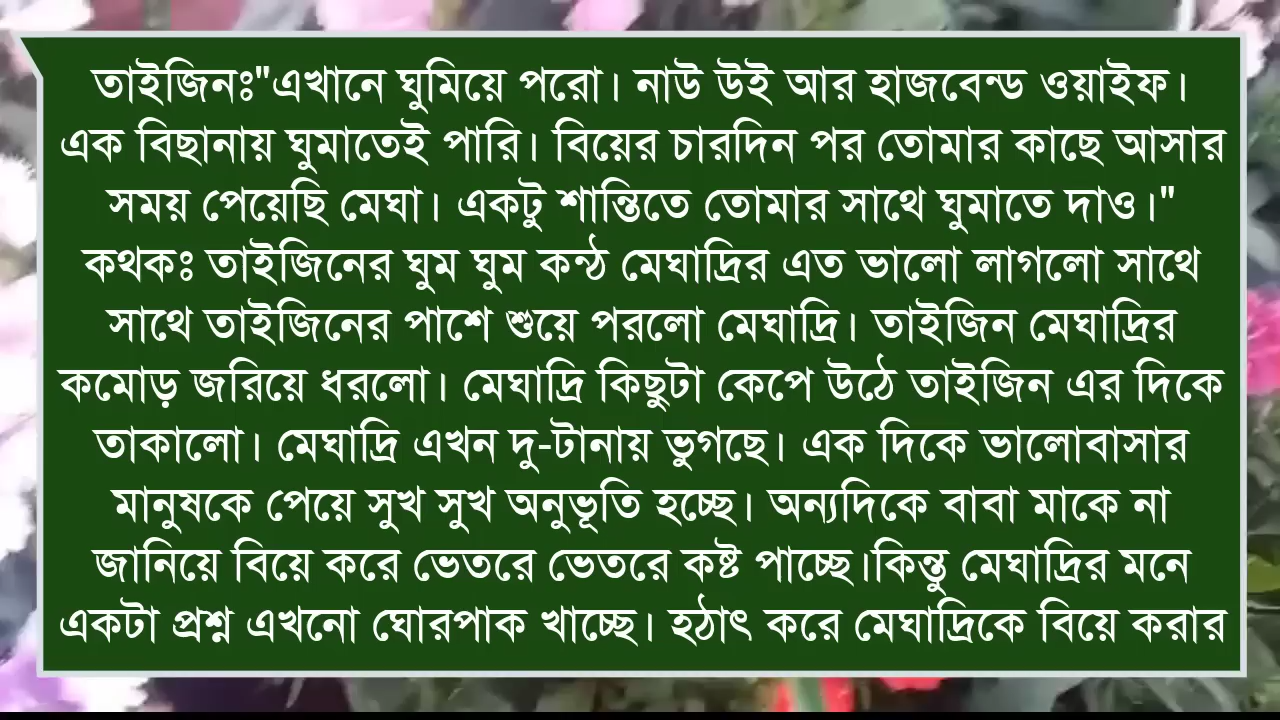 তাইজিনঃ"এখানে ঘুমিয়ে পরো। নাউ উই আর হাজবেন্ড ওয়াইফ।
এক বিছানায় ঘুমাতেই পারি। বিয়ের চারদিন পর তোমার কাছে আসার
সময় পেয়েছি মেঘা। একটু শান্তিতে তোমার সাথে ঘুমাতে দাও।"
কথকঃ তাইজিনের ঘুম ঘুম কন্ঠ মেঘাদ্রির এত ভালো লাগলো সাথে
সাথে তাইজিনের পাশে শুয়ে পরলো মেঘাদ্রি। তাইজিন মেঘাদ্রির
কমোড় জরিয়ে ধরলো। মেঘাদ্রি কিছুটা কেপে উঠে তাইজিন এর দিকে
তাকালো। মেঘাদ্রি এখন দু-টানায় ভুগছে। এক দিকে ভালোবাসার
মানুষকে পেয়ে সুখ সুখ অনুভূতি হচ্ছে। অন্যদিকে বাবা মাকে না
জানিয়ে বিয়ে করে ভেতরে ভেতরে কষ্ট পাচ্ছে।কিন্তু মেঘাদ্রির মনে
একটা প্রশ্ন এখনো ঘোরপাক খাচ্ছে। হঠাৎ করে মেঘাদ্রিকে বিয়ে করার